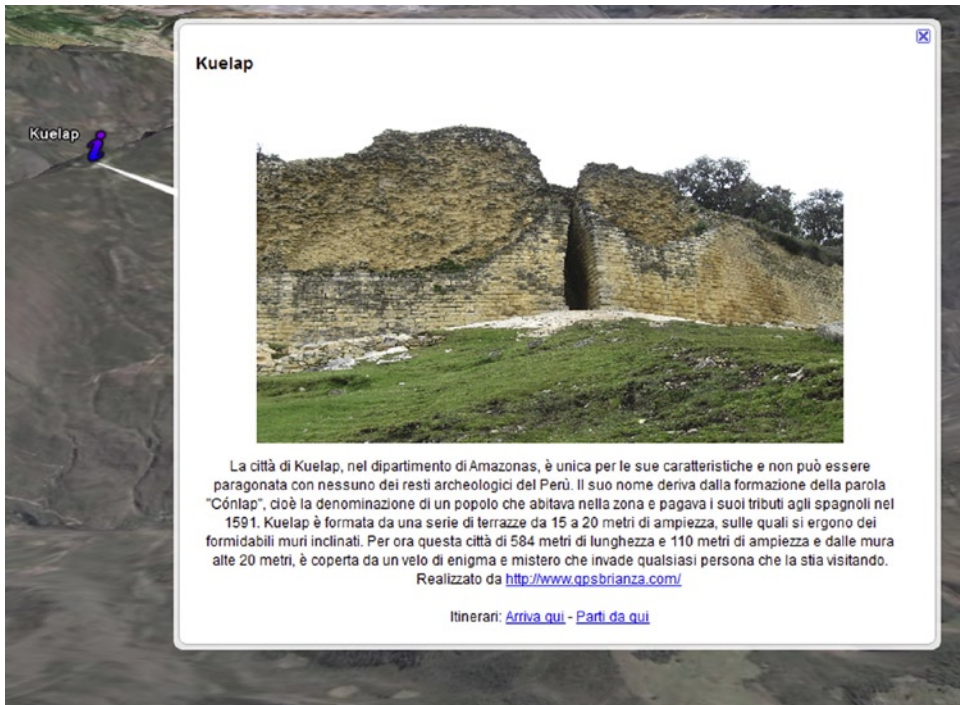 Kuelap
Kuelap
La città di Kuelap, nel dipartimento di Amazonas, è unica per le sue caratteristiche e non può essere
paragonata con nessuno dei resti archeologici del Perù. Il suo nome deriva dalla formazione della parola
"Cónlap", cioè la denominazione di un popolo che abitava nella zona e pagava i suoi tributi agli spagnoli nel
1591. Kuelap è formata da una serie di terrazze da 15 a 20 metri di ampiezza, sulle quali si ergono dei
formidabili muri inclinati. Per ora questa città di 584 metri di lunghezza e 110 metri di ampiezza e dalle mura
alte 20 metri, è coperta da un velo di enigma e mistero che invade qualsiasi persona che la stia visitando.
Realizzato da http://www.gpsbrianza.com/
Itinerari: Arriva qui - Parti da qui